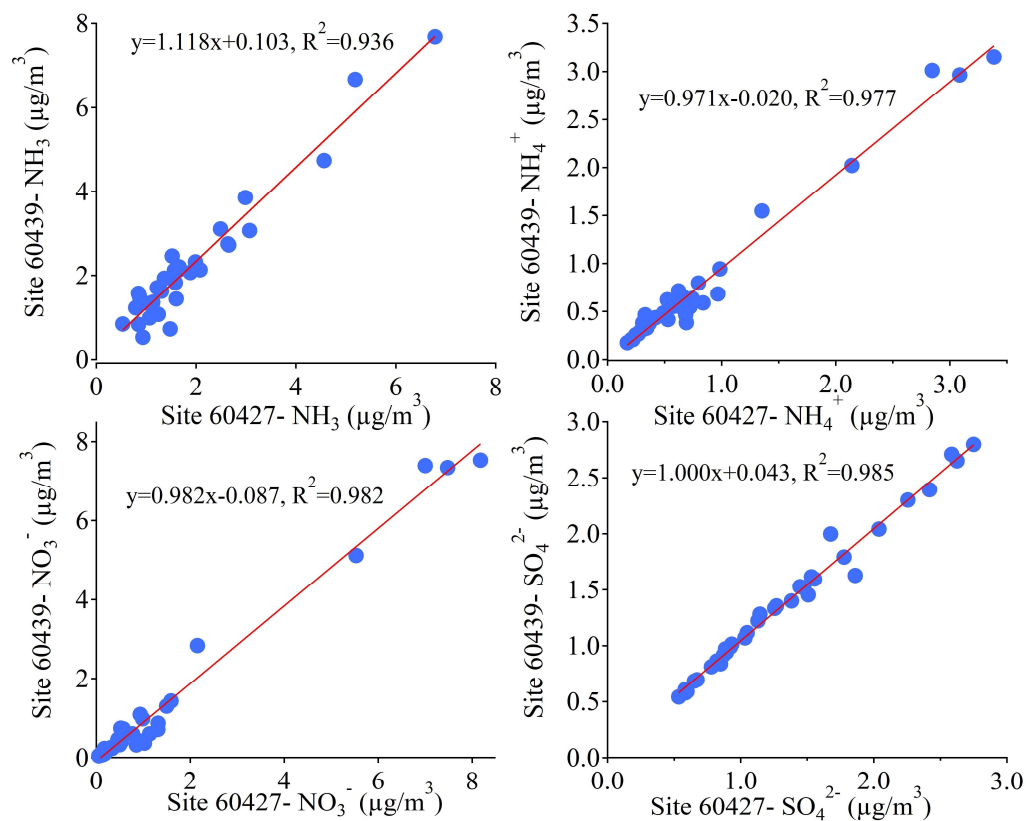 8
6
4
2
0
y=1.118x+0.103, R²=0.936
Site 60439- NH₃ (µg/m³)
0 2 4 6 8
Site 60427- NH₃ (µg/m³)
3.5
3.0
2.5
2.0
1.5
1.0
0.5
0.0
y=0.971x-0.020, R²=0.977
Site 60439- NH₄⁺ (µg/m³)
0.0 1.0 2.0 3.0
Site 60427- NH₄⁺ (µg/m³)
8
6
4
2
0
y=0.982x-0.087, R²=0.982
Site 60439- NO₃⁻ (µg/m³)
0 2 4 6 8
Site 60427- NO₃⁻ (µg/m³)
3.0
2.5
2.0
1.5
1.0
0.5
0.0
y=1.000x+0.043, R²=0.985
Site 60439- SO₄²⁻ (µg/m³)
0.0 1.0 2.0 3.0
Site 60427- SO₄²⁻ (µg/m³)